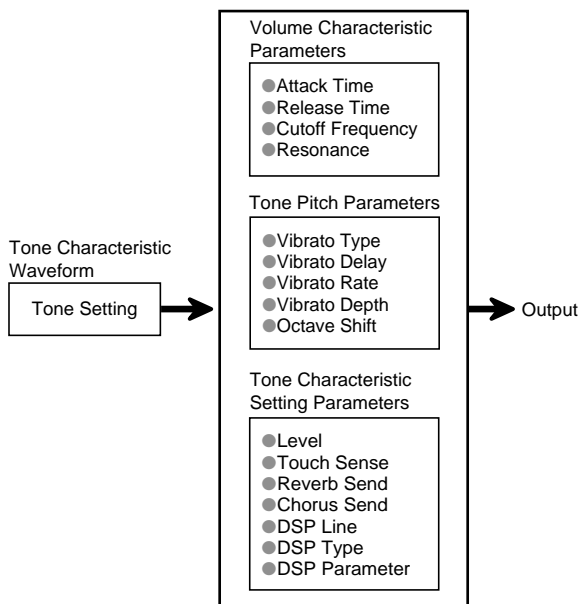 Tone Characteristic
Waveform
Tone Setting
Volume Characteristic
Parameters
●Attack Time
●Release Time
●Cutoff Frequency
●Resonance
Tone Pitch Parameters
●Vibrato Type
●Vibrato Delay
●Vibrato Rate
●Vibrato Depth
●Octave Shift
Tone Characteristic
Setting Parameters
●Level
●Touch Sense
●Reverb Send
●Chorus Send
●DSP Line
●DSP Type
●DSP Parameter
Output